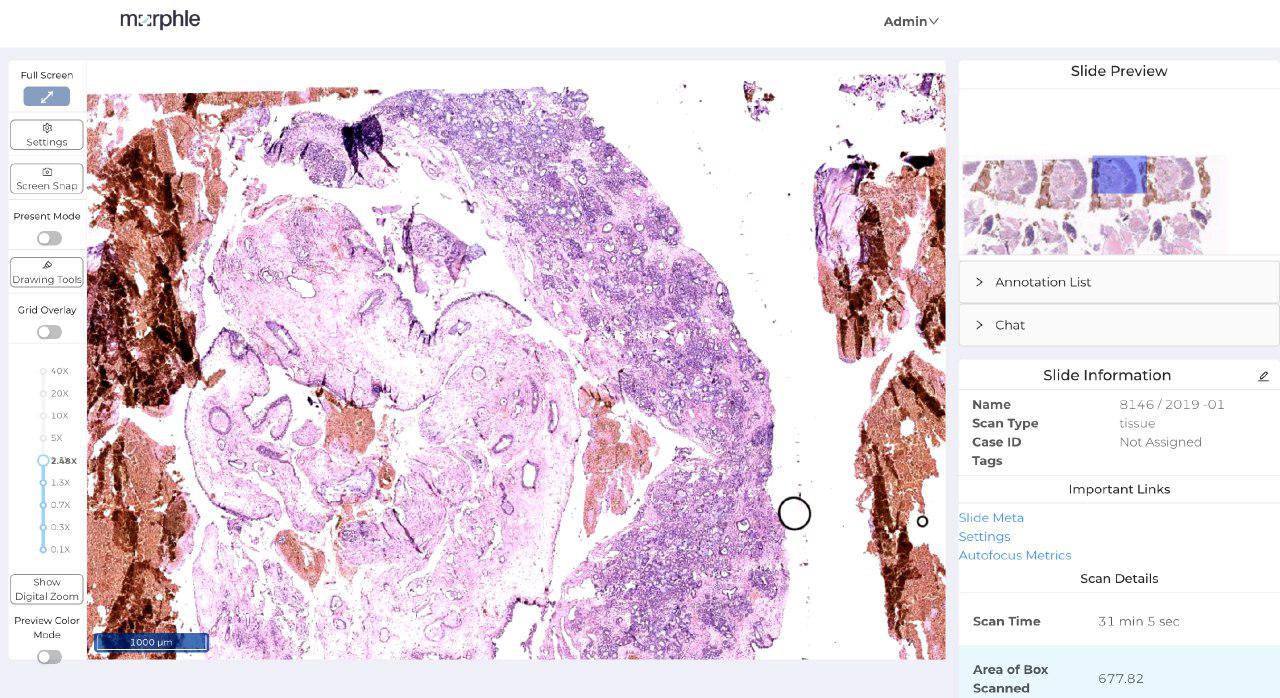 morphle
Admin
Full Screen
Settings
Screen Snap
Present Mode
Drawing Tools
Grid Overlay
40X
20X
10X
5X
1.3X
0.7X
0.3X
0.1X
Show
Digital Zoom
Preview Color
Mode
1000 µm
Slide Preview
Annotation List
Chat
Slide Information
Name 8146 / 2019 -01
Scan Type tissue
Case ID Not Assigned
Tags
Important Links
Slide Meta
Settings
Autofocus Metrics
Scan Details
Scan Time 31 min 5 sec
Area of Box
Scanned 677.82